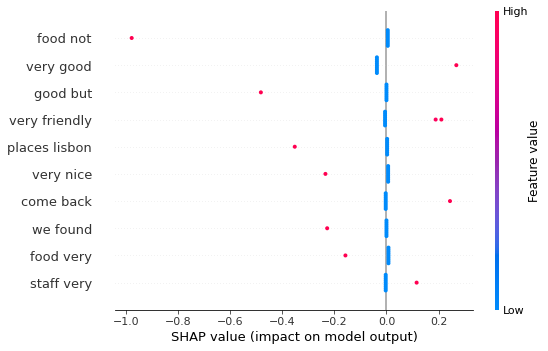 High
food not
very good
good but
very friendly
places lisbon
very nice
come back
we found
food very
staff very
Feature value
Low
−1.0 −0.8 −0.6 −0.4 −0.2 0.0 0.2
SHAP value (impact on model output)